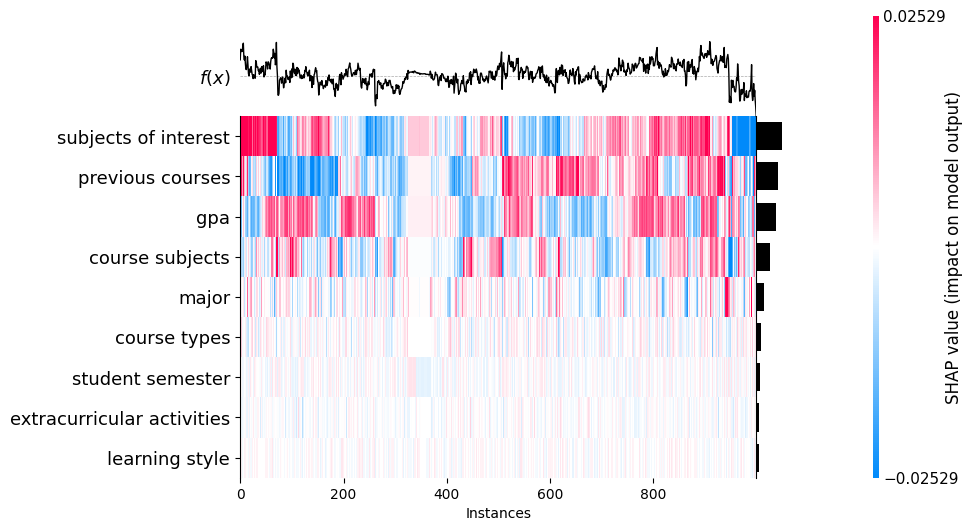 0.02529
f(x)
subjects of interest
previous courses
gpa
course subjects
major
course types
student semester
extracurricular activities
learning style
0 200 400 600 800
Instances
−0.02529
SHAP value (impact on model output)